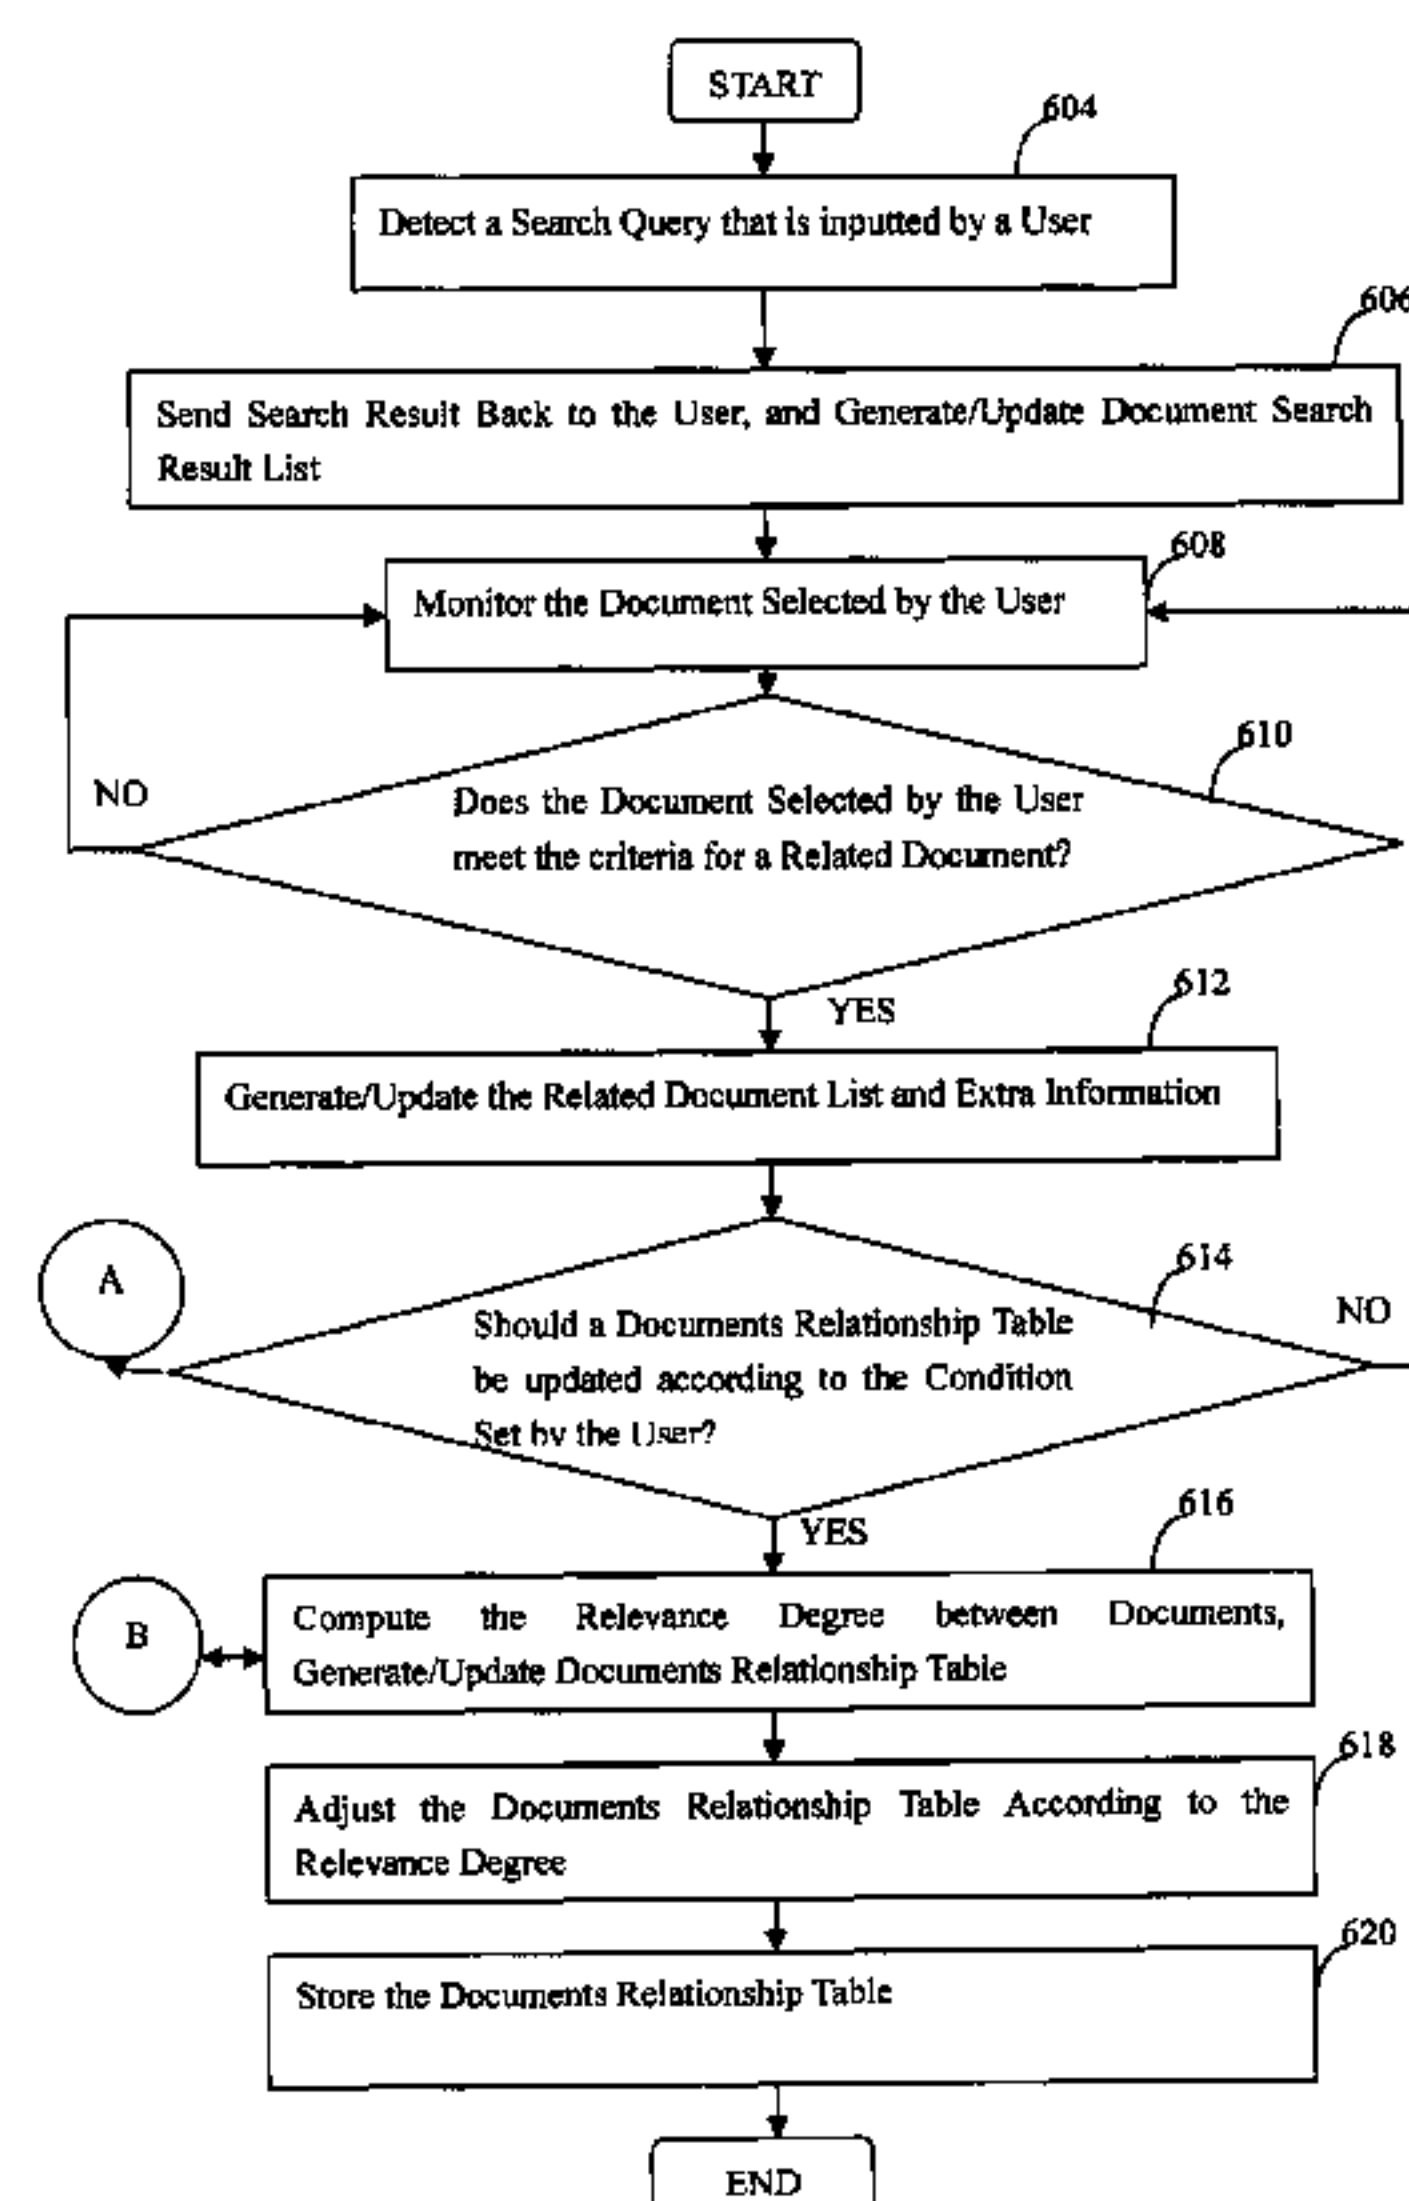 START
604
Detect a Search Query that is inputted by a User
606
Send Search Result Back to the User, and Generate/Update Document Search
Result List
608
Monitor the Document Selected by the User
610
NO
Does the Document Selected by the User
meet the criteria for a Related Document?
YES
612
Generate/Update the Related Document List and Extra Information
A
614
NO
Should a Documents Relationship Table
be updated according to the Condition
Set by the User?
YES
616
B
Compute the Relevance Degree between Documents,
Generate/Update Documents Relationship Table
618
Adjust the Documents Relationship Table According to the
Relevance Degree
620
Store the Documents Relationship Table
END